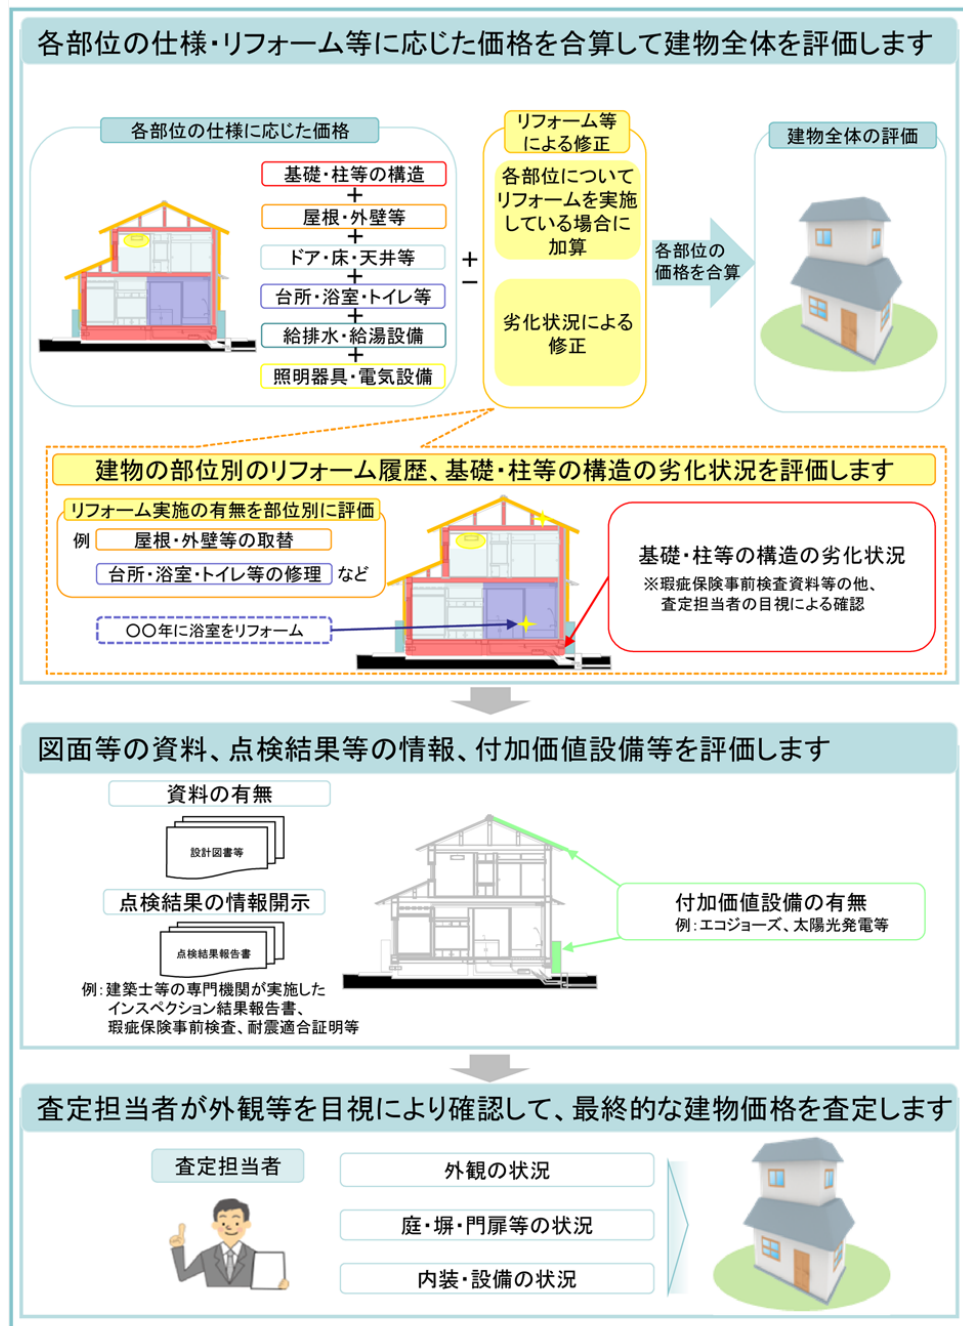 各部位の仕様・リフォーム等に応じた価格を合算して建物全体を評価します
各部位の仕様に応じた価格
基礎・柱等の構造
+
屋根・外壁等
+
ドア・床・天井等
+
台所・浴室・トイレ等
+
給排水・給湯設備
+
照明器具・電気設備
+
−
リフォーム等
による修正
各部位について
リフォームを実施
している場合に
加算
劣化状況による
修正
各部位の
価格を合算
建物全体の評価
建物の部位別のリフォーム履歴、基礎・柱等の構造の劣化状況を評価します
リフォーム実施の有無を部位別に評価
例 屋根・外壁等の取替
台所・浴室・トイレ等の修理 など
〇〇年に浴室をリフォーム
基礎・柱等の構造の劣化状況
※瑕疵保険事前検査資料等の他、
査定担当者の目視による確認
図面等の資料、点検結果等の情報、付加価値設備等を評価します
資料の有無
設計図書等
点検結果の情報開示
点検結果報告書
例：建築士等の専門機関が実施した
インスペクション結果報告書、
瑕疵保険事前検査、耐震適合証明等
付加価値設備の有無
例：エコジョーズ、太陽光発電等
査定担当者が外観等を目視により確認して、最終的な建物価格を査定します
査定担当者
外観の状況
庭・塀・門扉等の状況
内装・設備の状況